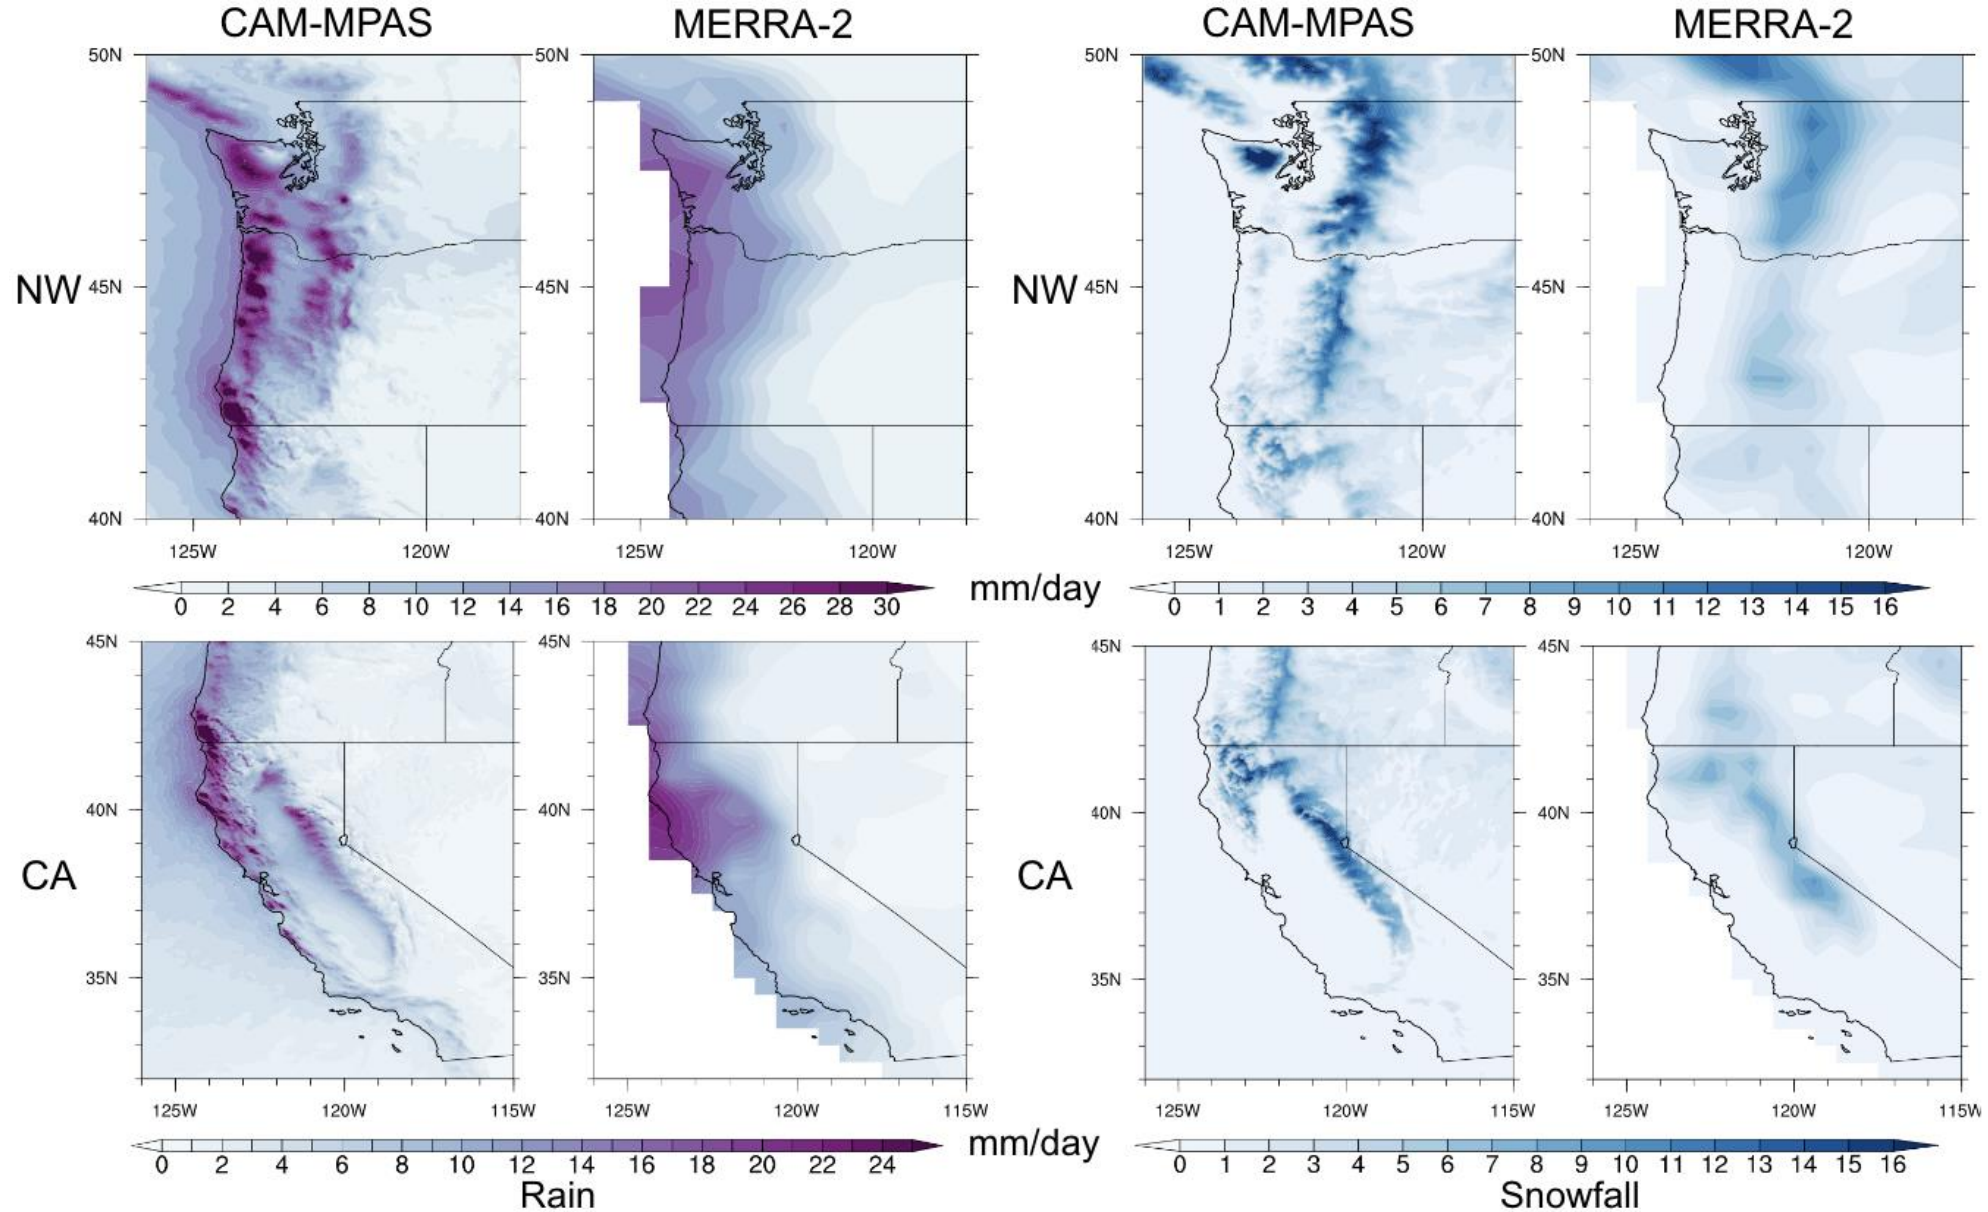 CAM-MPAS MERRA-2 CAM-MPAS MERRA-2
50N 50N 50N 50N
NW 45N 45N NW 45N 45N
40N 40N 40N 40N
125W 120W 125W 120W 125W 120W 125W 120W
0 2 4 6 8 10 12 14 16 18 20 22 24 26 28 30 mm/day 0 1 2 3 4 5 6 7 8 9 10 11 12 13 14 15 16
45N 45N 45N 45N
40N 40N 40N 40N
CA CA
35N 35N 35N 35N
125W 120W 115W 125W 120W 115W 125W 120W 115W 125W 120W 115W
0 2 4 6 8 10 12 14 16 18 20 22 24 mm/day 0 1 2 3 4 5 6 7 8 9 10 11 12 13 14 15 16
Rain Snowfall